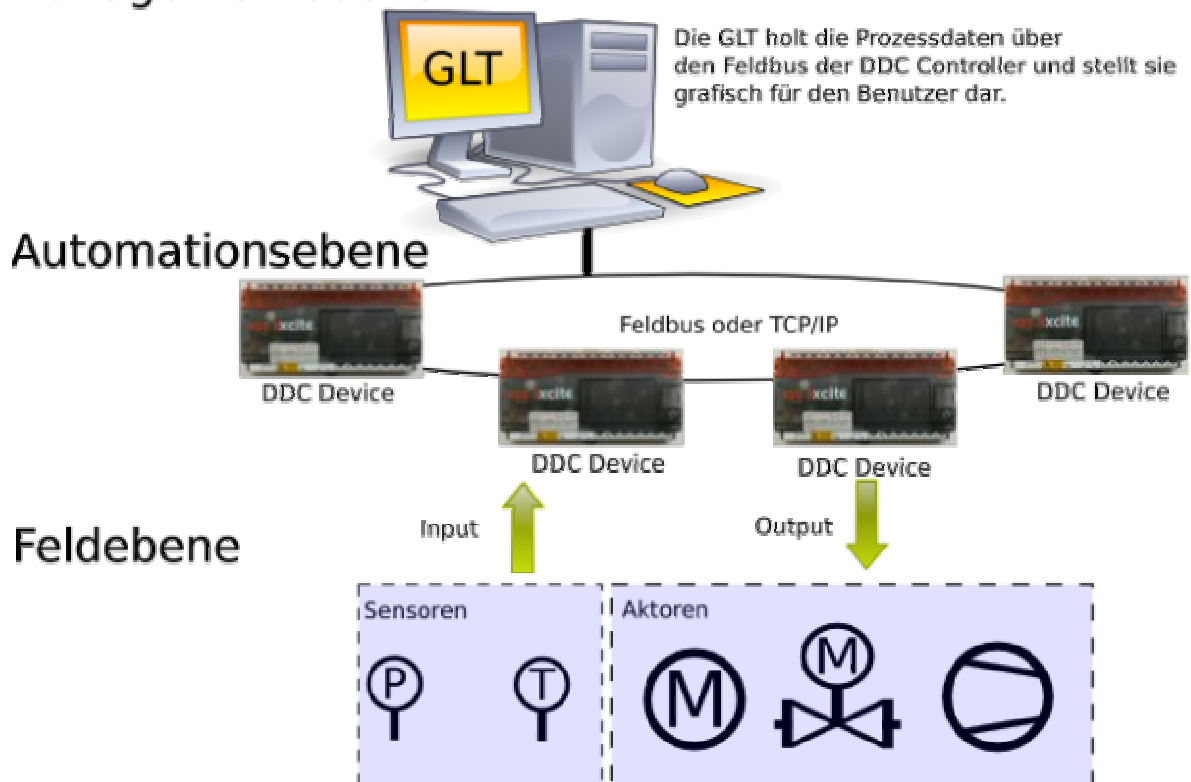 GLT
Die GLT holt die Prozessdaten über
den Feldbus der DDC Controller und stellt sie
grafisch für den Benutzer dar.
Automationsebene
Feldbus oder TCP/IP
DDC Device
DDC Device
DDC Device
DDC Device
Input
Output
Feldebene
Sensoren
Aktoren
P
T
M
M